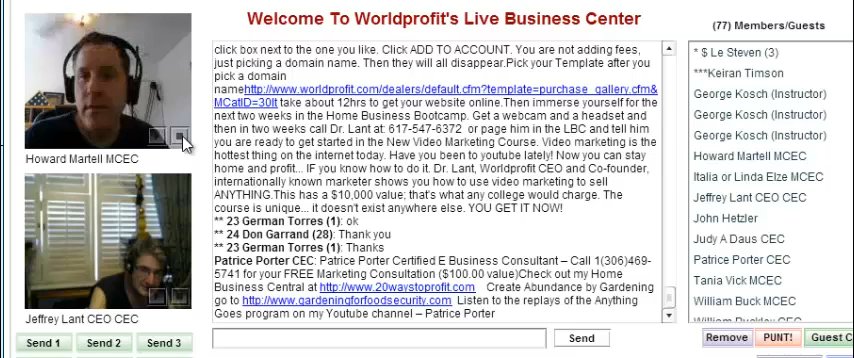 Welcome To Worldprofit's Live Business Center
(77) Members/Guests
Howard Martell MCEC
Jeffrey Lant CEO CEC
Send 1
Send 2
Send 3
click box next to the one you like. Click ADD TO ACCOUNT. You are not adding fees,
just picking a domain name. Then they will all disappear.Pick your Template after you
pick a domain
namehttp://www.worldprofit.com/dealers/default.cfm?template=purchase_gallery.cfm&
MCatID=30It take about 12hrs to get your website online.Then immerse yourself for the
next two weeks in the Home Business Bootcamp. Get a webcam and a headset and
then in two weeks call Dr. Lant at: 617-547-6372 or page him in the LBC and tell him
you are ready to get started in the New Video Marketing Course. Video marketing is the
hottest thing on the internet today. Have you been to youtube lately! Now you can stay
home and profit... IF you know how to do it. Dr. Lant, Worldprofit CEO and Co-founder,
internationally known marketer shows you how to use video marketing to sell
ANYTHING.This has a $10,000 value; that's what any college would charge. The
course is unique... it doesn't exist anywhere else. YOU GET IT NOW!
** 23 German Torres (1): ok
** 24 Don Garrand (28): Thank you
** 23 German Torres (1): Thanks
Patrice Porter CEC: Patrice Porter Certified E Business Consultant – Call 1(306)469-
5741 for your FREE Marketing Consultation ($100.00 value)Check out my Home
Business Central at http://www.20waystoprofit.com Create Abundance by Gardening
go to http://www.gardeningforfoodsecurity.com Listen to the replays of the Anything
Goes program on my Youtube channel – Patrice Porter
Send
* $ Le Steven (3)
***Keiran Timson
George Kosch (Instructor)
George Kosch (Instructor)
George Kosch (Instructor)
Howard Martell MCEC
Italia or Linda Elze MCEC
Jeffrey Lant CEO CEC
John Hetzler
Judy A Daus CEC
Patrice Porter CEC
Tania Vick MCEC
William Buck MCEC
William Buckley CEC
Remove
PUNT!
Guest C